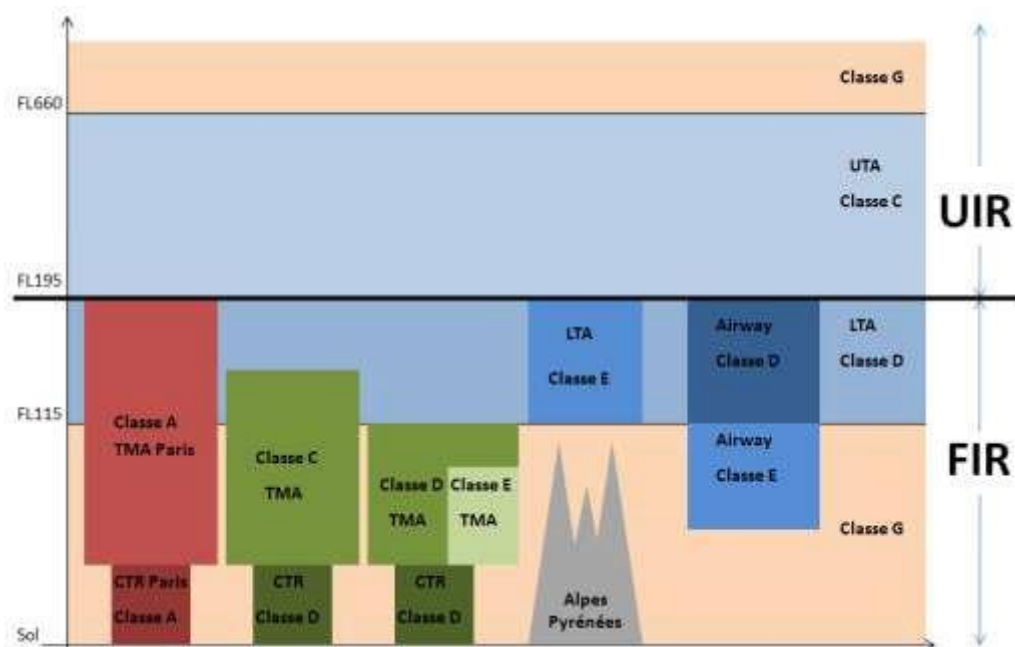 Classe G
FL660
UTA
Classe C
UIR
FL195
LTA
Classe E
Airway
Classe D
LTA
Classe D
FL115
Classe A
TMA Paris
Classe C
TMA
Classe D
TMA
Classe E
TMA
Airway
Classe E
FIR
Classe G
CTR Paris
Classe A
CTR
Classe D
CTR
Classe D
Alpes
Pyrénées
Sol